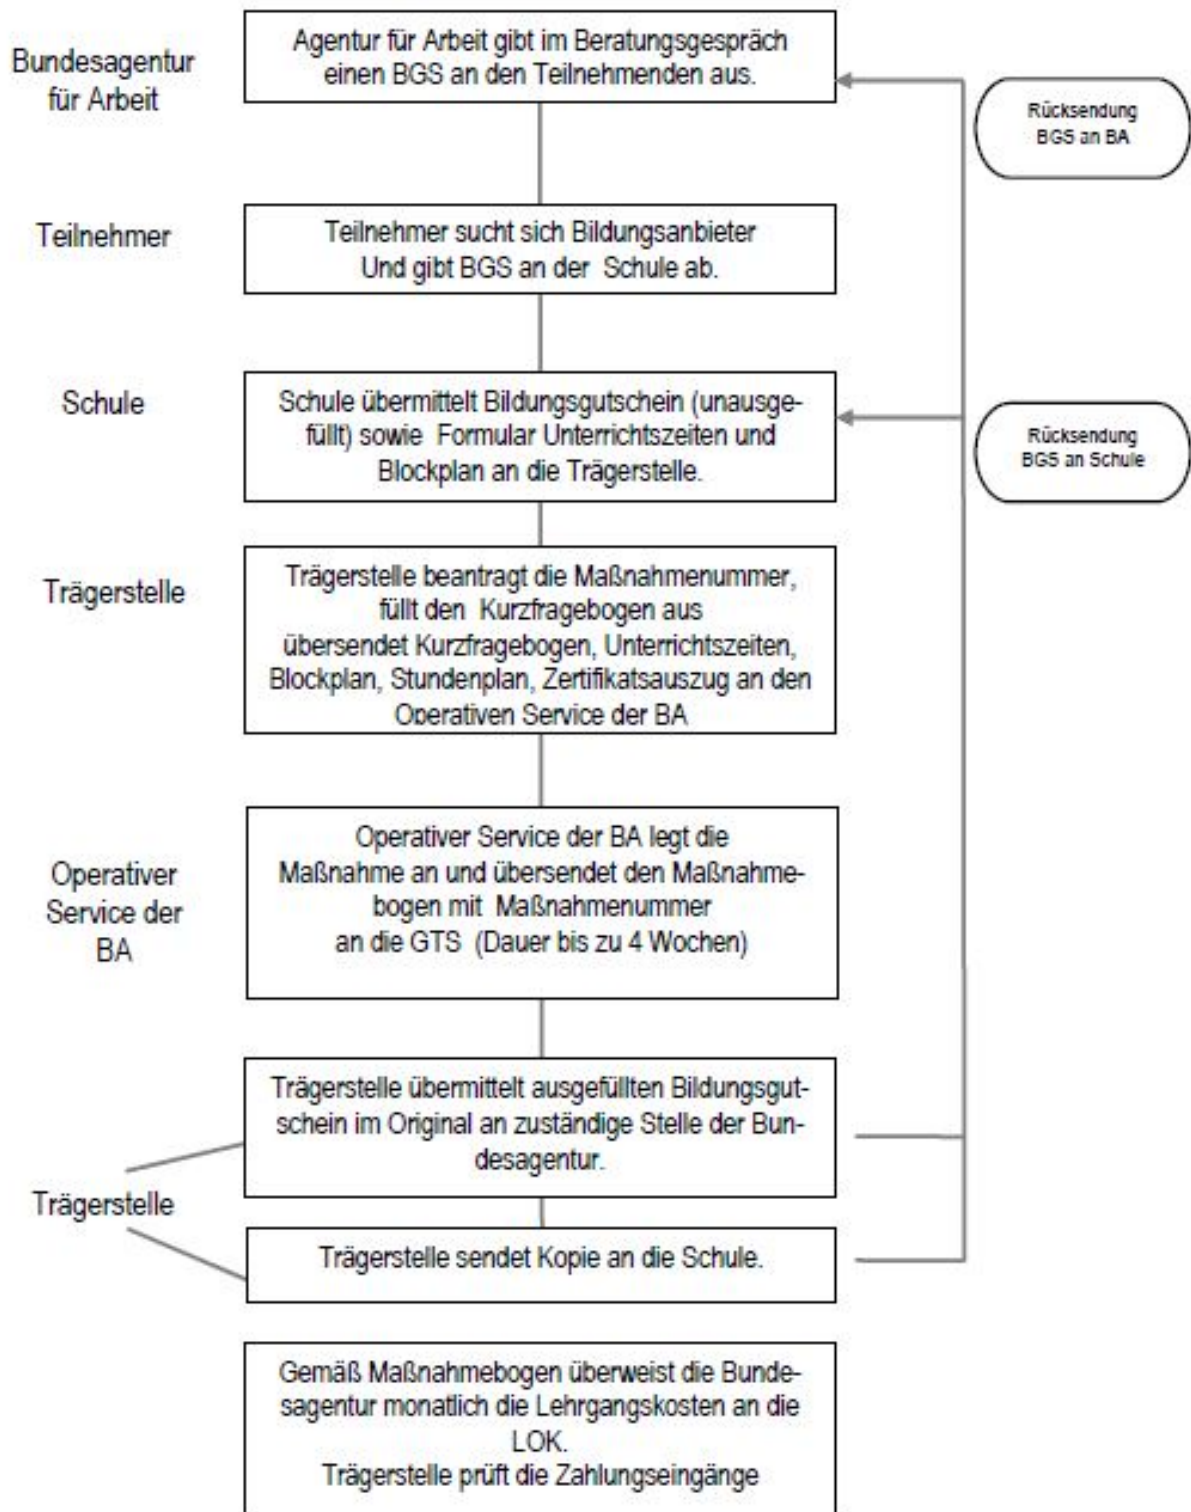 Bundesagentur
für Arbeit
Agentur für Arbeit gibt im Beratungsgespräch
einen BGS an den Teilnehmenden aus.
Rücksendung
BGS an BA
Teilnehmer
Teilnehmer sucht sich Bildungsanbieter
Und gibt BGS an der Schule ab.
Schule
Schule übermittelt Bildungsgutschein (unausge-
füllt) sowie Formular Unterrichtszeiten und
Blockplan an die Trägerstelle.
Rücksendung
BGS an Schule
Trägerstelle
Trägerstelle beantragt die Maßnahmenummer,
füllt den Kurzfragebogen aus
übersendet Kurzfragebogen, Unterrichtszeiten,
Blockplan, Stundenplan, Zertifikatsauszug an den
Operativen Service der BA
Operativer
Service der
BA
Operativer Service der BA legt die
Maßnahme an und übersendet den Maßnahme-
bogen mit Maßnahmenummer
an die GTS (Dauer bis zu 4 Wochen)
Trägerstelle
Trägerstelle übermittelt ausgefüllten Bildungsgut-
schein im Original an zuständige Stelle der Bun-
desagentur.
Trägerstelle sendet Kopie an die Schule.
Gemäß Maßnahmebogen überweist die Bunde-
sagentur monatlich die Lehrgangskosten an die
LOK.
Trägerstelle prüft die Zahlungseingänge